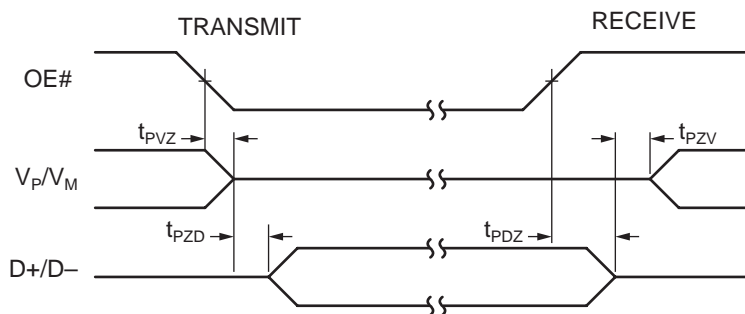 TRANSMIT
RECEIVE
OE#
tPVZ
tPZV
VP/VM
tPZD
tPDZ
D+/D–